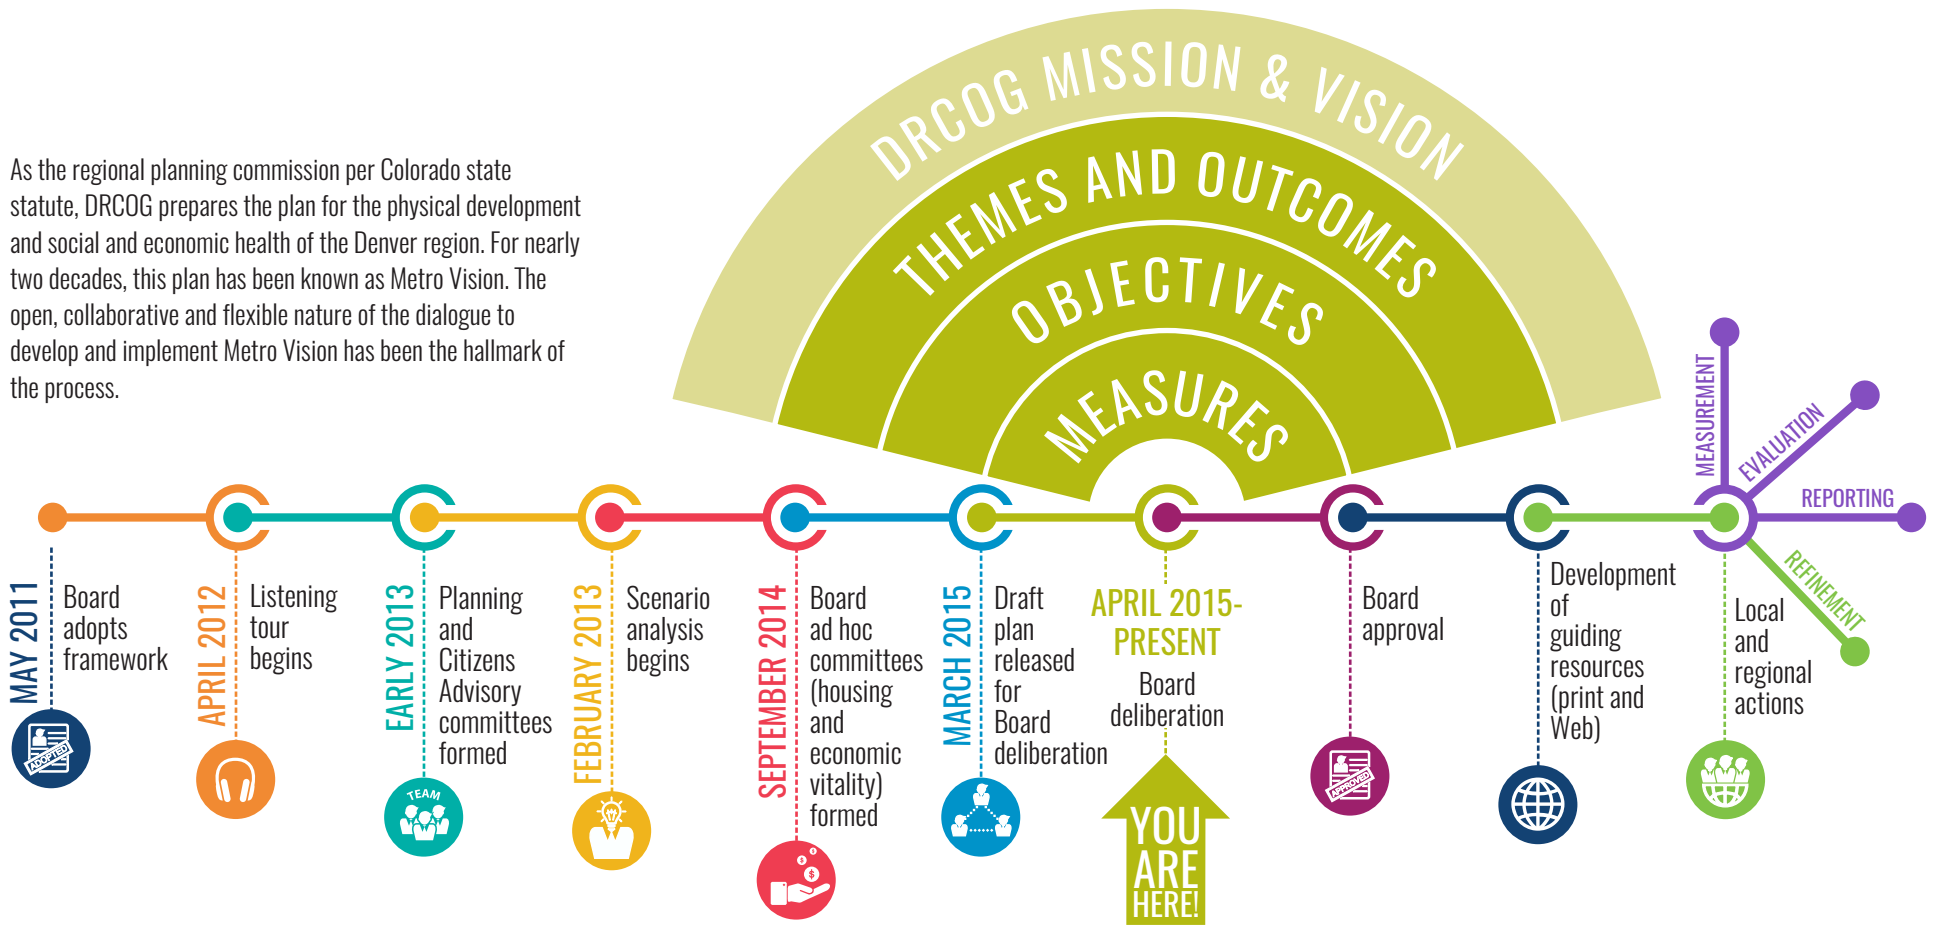 As the regional planning commission per Colorado state
statute, DRCOG prepares the plan for the physical development
and social and economic health of the Denver region. For nearly
two decades, this plan has been known as Metro Vision. The
open, collaborative and flexible nature of the dialogue to
develop and implement Metro Vision has been the hallmark of
the process.
DRCOG MISSION & VISION
THEMES AND OUTCOMES
OBJECTIVES
MEASURES
MAY 2011
Board
adopts
framework
ADOPTED
APRIL 2012
Listening
tour
begins
EARLY 2013
Planning
and
Citizens
Advisory
committees
formed
TEAM
FEBRUARY 2013
Scenario
analysis
begins
SEPTEMBER 2014
Board
ad hoc
committees
(housing
and
economic
vitality)
formed
$
$
$
MARCH 2015
Draft
plan
released
for
Board
deliberation
APRIL 2015-
PRESENT
Board
deliberation
YOU
ARE
HERE!
Board
approval
APPROVED
Development
of
guiding
resources
(print and
Web)
Local
and
regional
actions
MEASUREMENT
EVALUATION
REPORTING
REFINEMENT